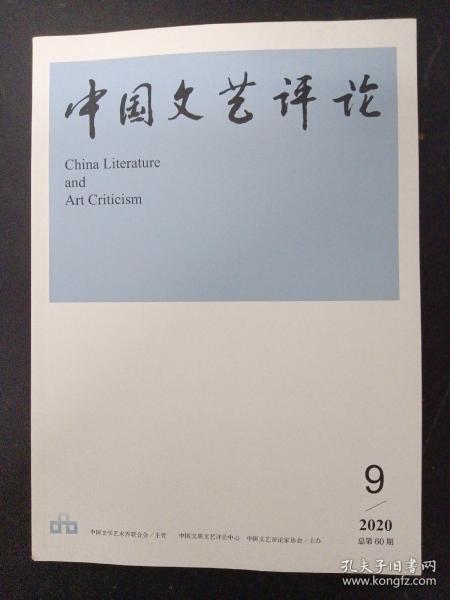 中国文艺评论
China Literature
and
Art Criticism
9
2020
总第60期
中国文学艺术界联合会/主管 中国文联文艺评论中心 中国文艺评论家协会/主办
孔夫子旧书网
book.kongfz.com